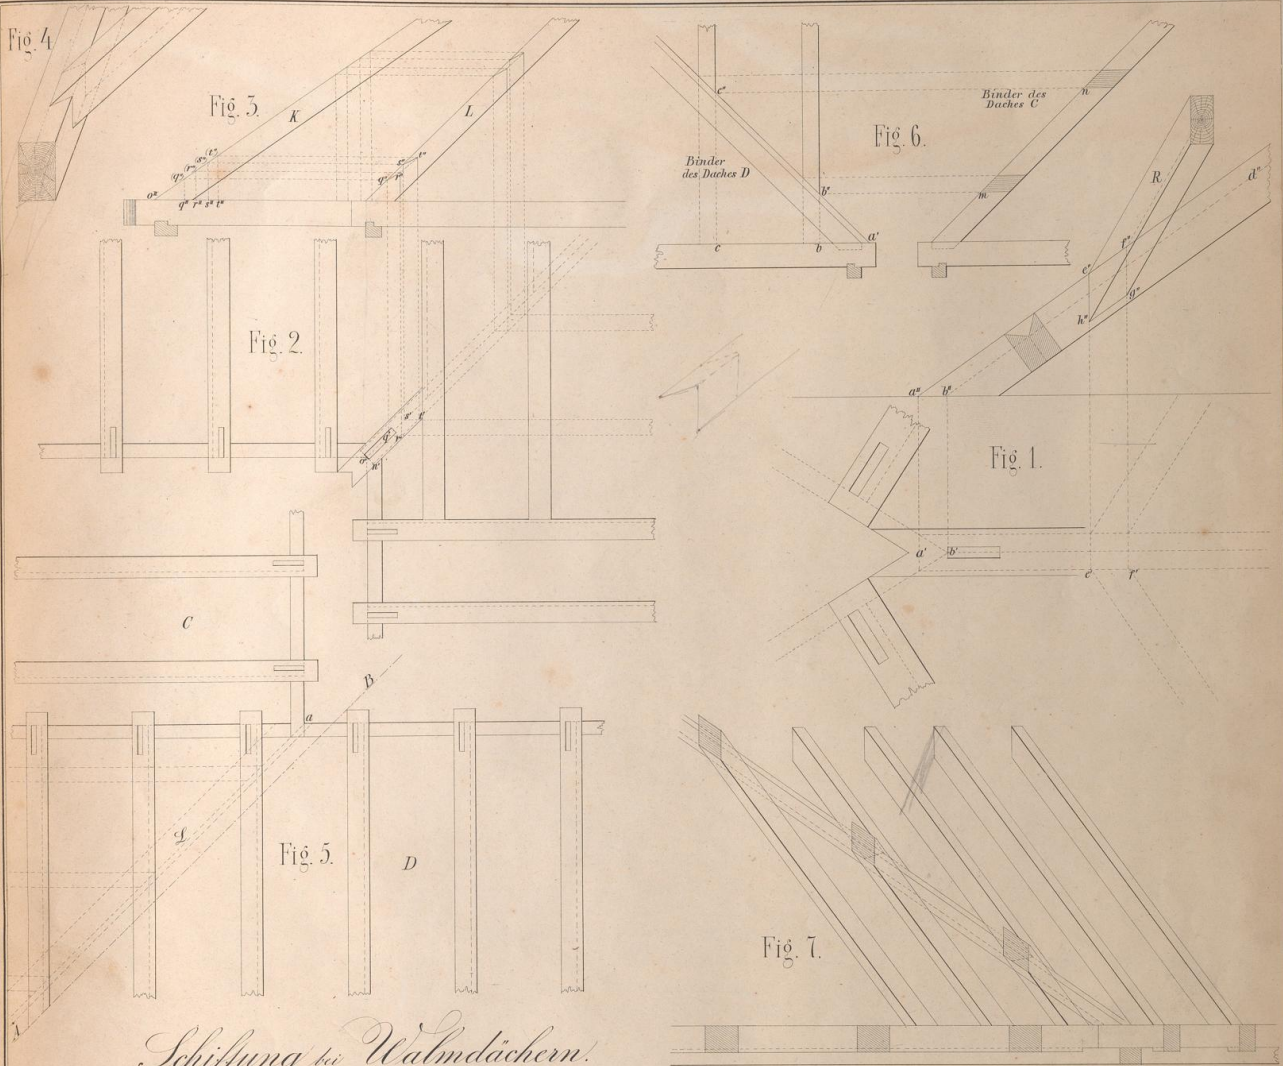 Fig. 4
Fig. 3.
K
L
q''
r''
s''
t''
o''
q'' r'' s'' t''
Fig. 2.
s' t'
q'
r'
o'
n'
C
B
a
L
Fig. 5.
D
A
Schiftung bei Walmdächern.
c''
Binder
des Daches D
b''
a'
c
b
Binder des
Daches C
n
m
Fig. 6.
R
d''
f''
e''
g''
h''
a''
b''
Fig. 1.
a'
b'
e'
f'
Fig. 7.